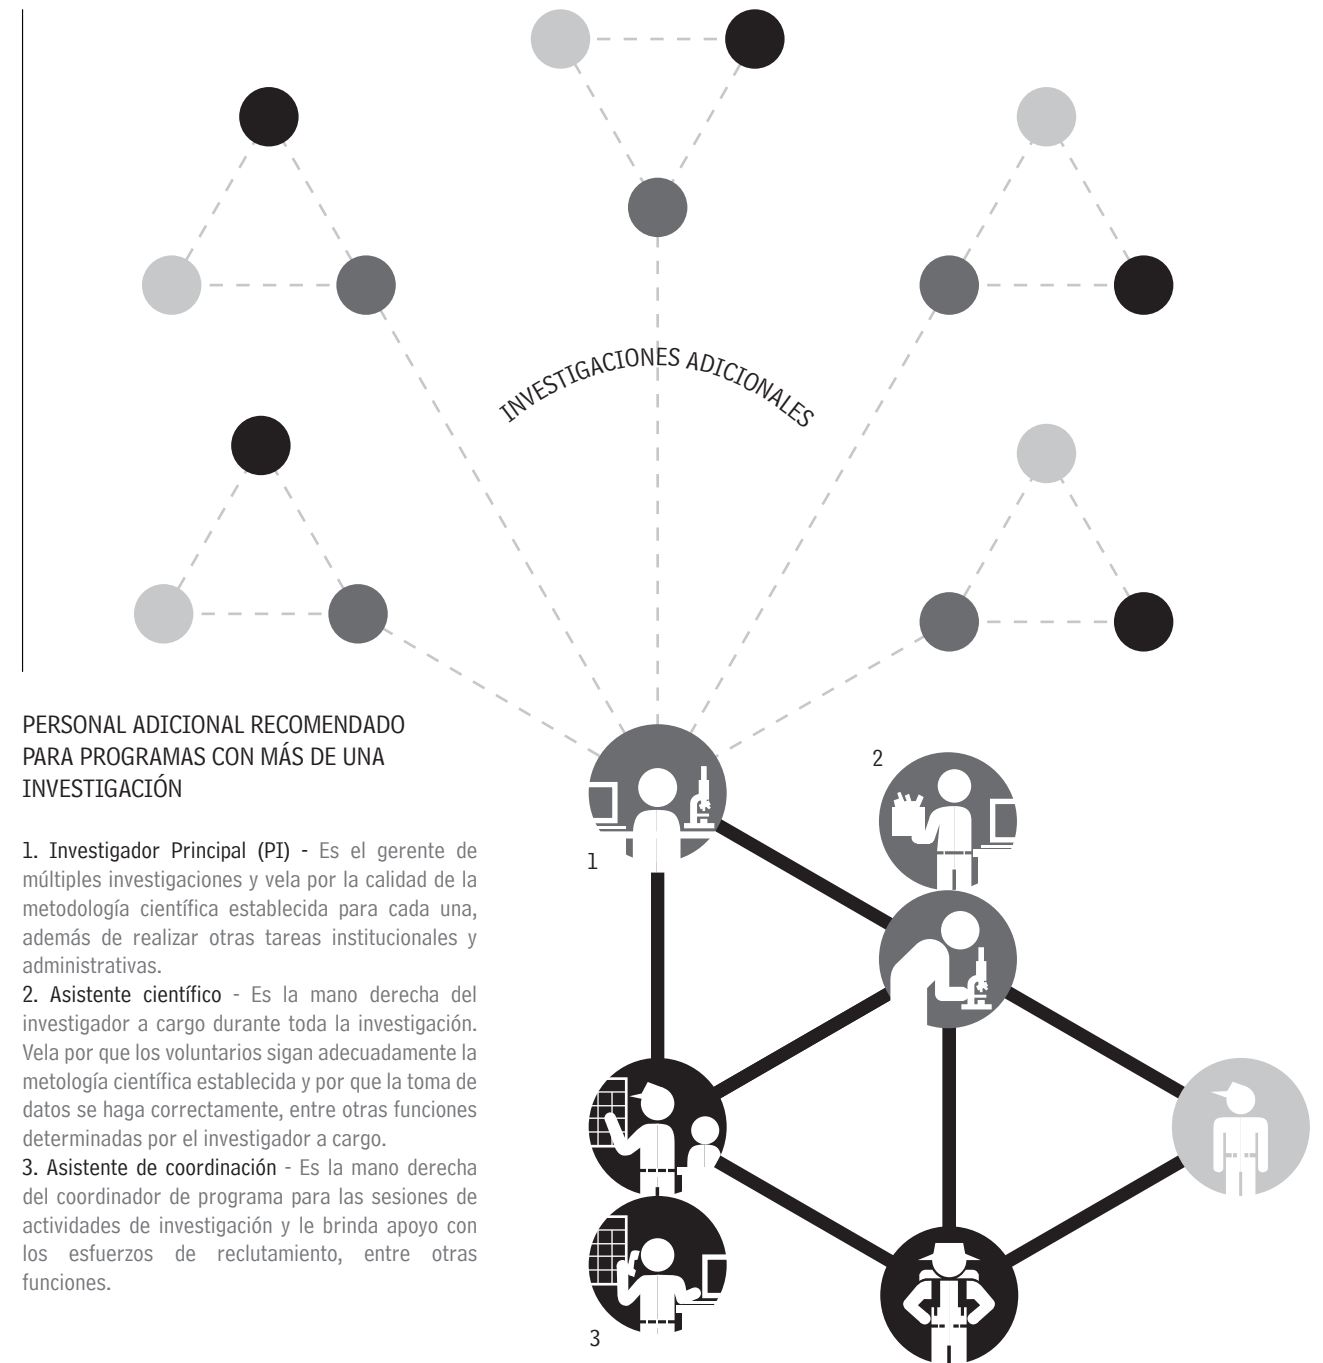 INVESTIGACIONES ADICIONALES
PERSONAL ADICIONAL RECOMENDADO
PARA PROGRAMAS CON MÁS DE UNA
INVESTIGACIÓN
1. Investigador Principal (PI) - Es el gerente de
múltiples investigaciones y vela por la calidad de la
metodología científica establecida para cada una,
además de realizar otras tareas institucionales y
administrativas.
2. Asistente científico - Es la mano derecha del
investigador a cargo durante toda la investigación.
Vela por que los voluntarios sigan adecuadamente la
metología científica establecida y por que la toma de
datos se haga correctamente, entre otras funciones
determinadas por el investigador a cargo.
3. Asistente de coordinación - Es la mano derecha
del coordinador de programa para las sesiones de
actividades de investigación y le brinda apoyo con
los esfuerzos de reclutamiento, entre otras
funciones.
2
1
3